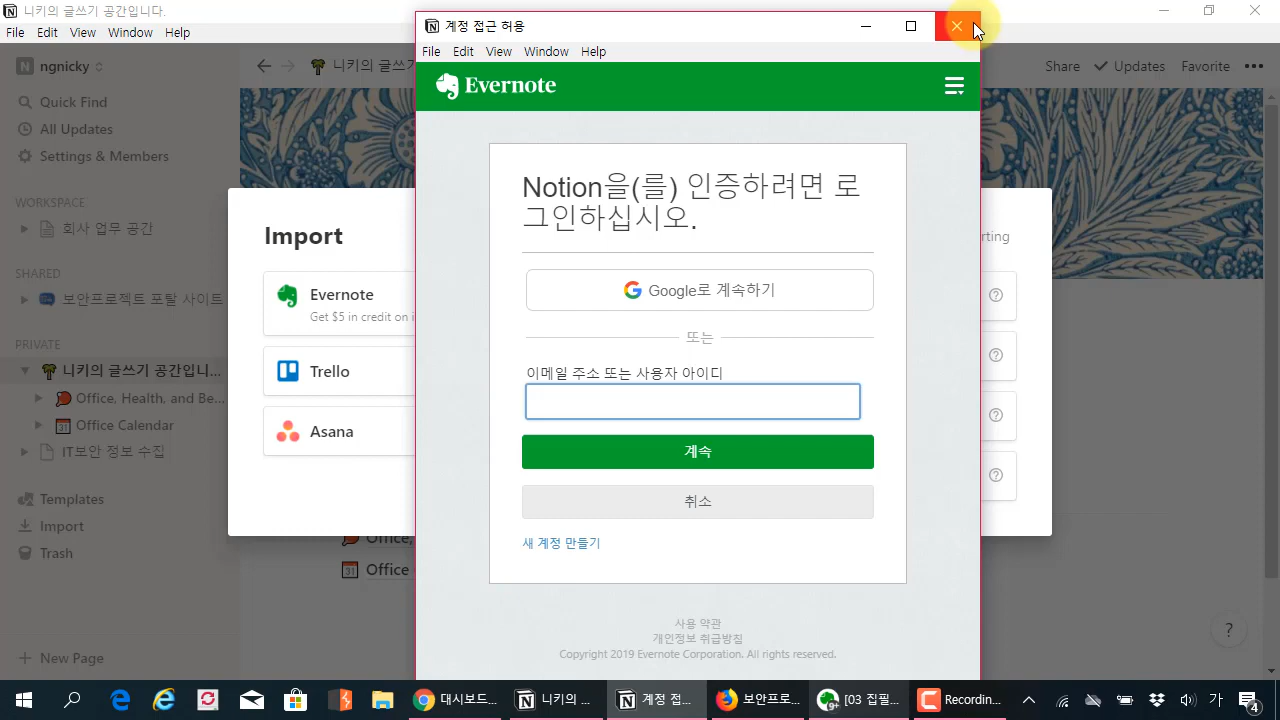 니키의 글쓰기 공간입니다.
File Edit View Window Help
ngnicky
Quick Find
All Updates
Settings & Members
WORKSPACE
회사 업무 공간
SHARED
보안프로젝트 포탈 사이트
PRIVATE
니키의 글쓰기 공간입니...
Office, Health, and Be...
Office Calendar
IT보안 정보 수집
Templates
Import
Trash
New Page
니키의 글쓰기
Share Updates Favorite
Import
Evernote
Get $5 in credit on i
Trello
Asana
rting
Office,
31 Office
계정 접근 허용
File Edit View Window Help
Evernote
Notion을(를) 인증하려면 로
그인하십시오.
Google로 계속하기
또는
이메일 주소 또는 사용자 아이디
계속
취소
새 계정 만들기
사용 약관
개인정보 취급방침
Copyright 2019 Evernote Corporation. All rights reserved.
?
대시보드... 니키의 ... 계정 접... 보안프로... 9+ [03 집필... Recordin... 가 4